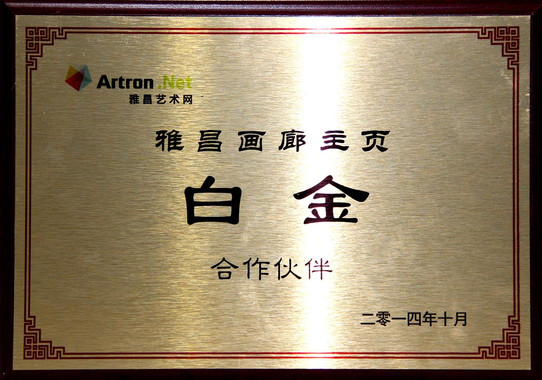 Artron.Net
雅昌艺术网
雅昌画廊主页
白金
合作伙伴
二零一四年十月